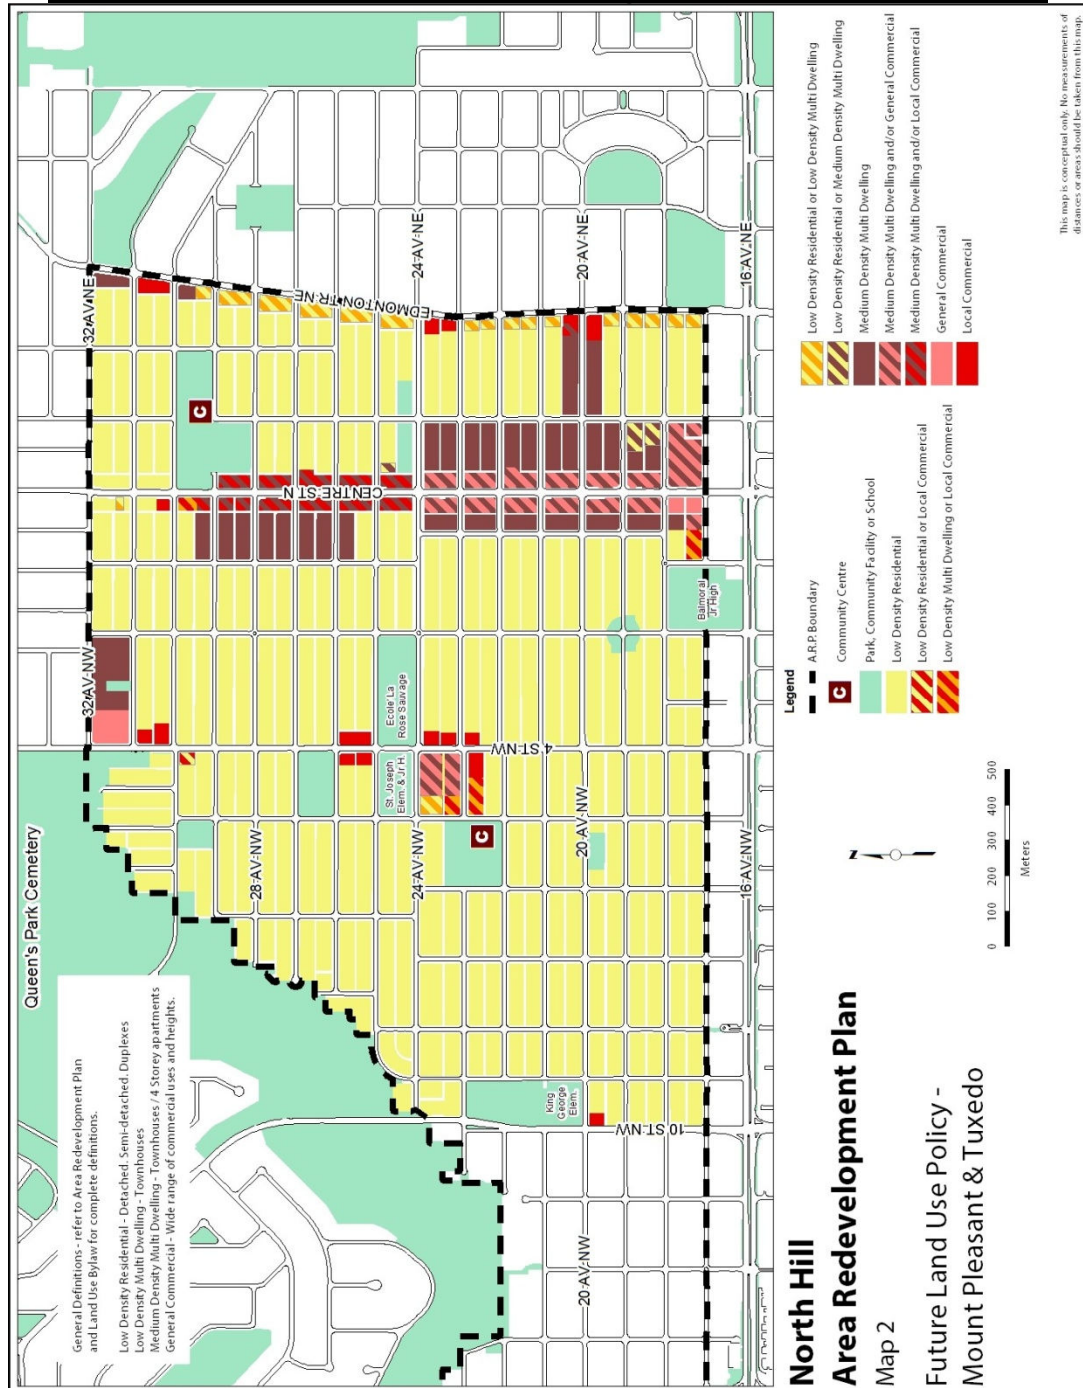 Queen's Park Cemetery
General Definitions - refer to Area Redevelopment Plan
and Land Use Bylaw for complete definitions.
Low Density Residential - Detached. Semi-detached. Duplexes
Low Density Multi Dwelling - Townhouses
Medium Density Multi Dwelling - Townhouses / 4 Storey apartments
General Commercial - Wide range of commercial uses and heights.
32 AV NW
32 AV NE
28 AV NW
24 AV NW
24 AV NE
20 AV NW
20 AV NW
20 AV NE
16 AV NW
16 AV NE
10 ST NW
4 ST NW
CENTRE ST N
EDMONTON TR NE
C
C
St. Joseph
Elem. & Jr H.
Ecole La
Rose Sauvage
King
George
Elem.
Balmoral
Jr High
North Hill
Area Redevelopment Plan
Map 2
Future Land Use Policy -
Mount Pleasant & Tuxedo
N
0 100 200 300 400 500
Meters
Legend
A.R.P. Boundary
C
Community Centre
Park, Community Facility or School
Low Density Residential
Low Density Residential or Local Commercial
Low Density Multi Dwelling or Local Commercial
Low Density Residential or Low Density Multi Dwelling
Low Density Residential or Medium Density Multi Dwelling
Medium Density Multi Dwelling
Medium Density Multi Dwelling and/or General Commercial
Medium Density Multi Dwelling and/or Local Commercial
General Commercial
Local Commercial
This map is conceptual only. No measurements of
distances or areas should be taken from this map.